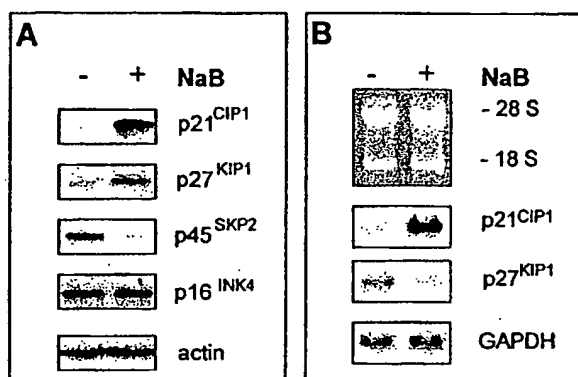 A
- + NaB
p21CIP1
p27KIP1
p45SKP2
p16INK4
actin
B
- + NaB
- 28 S
- 18 S
p21CIP1
p27KIP1
GAPDH